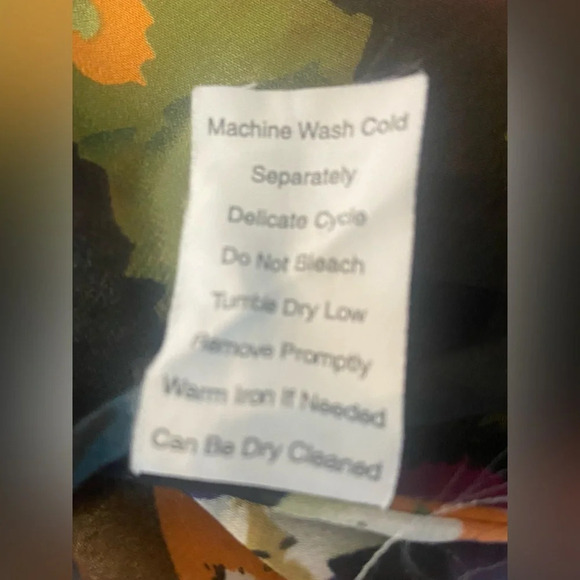 Machine Wash Cold
Separately
Delicate Cycle
Do Not Bleach
Tumble Dry Low
Remove Promptly
Warm Iron If Needed
Can Be Dry Cleaned